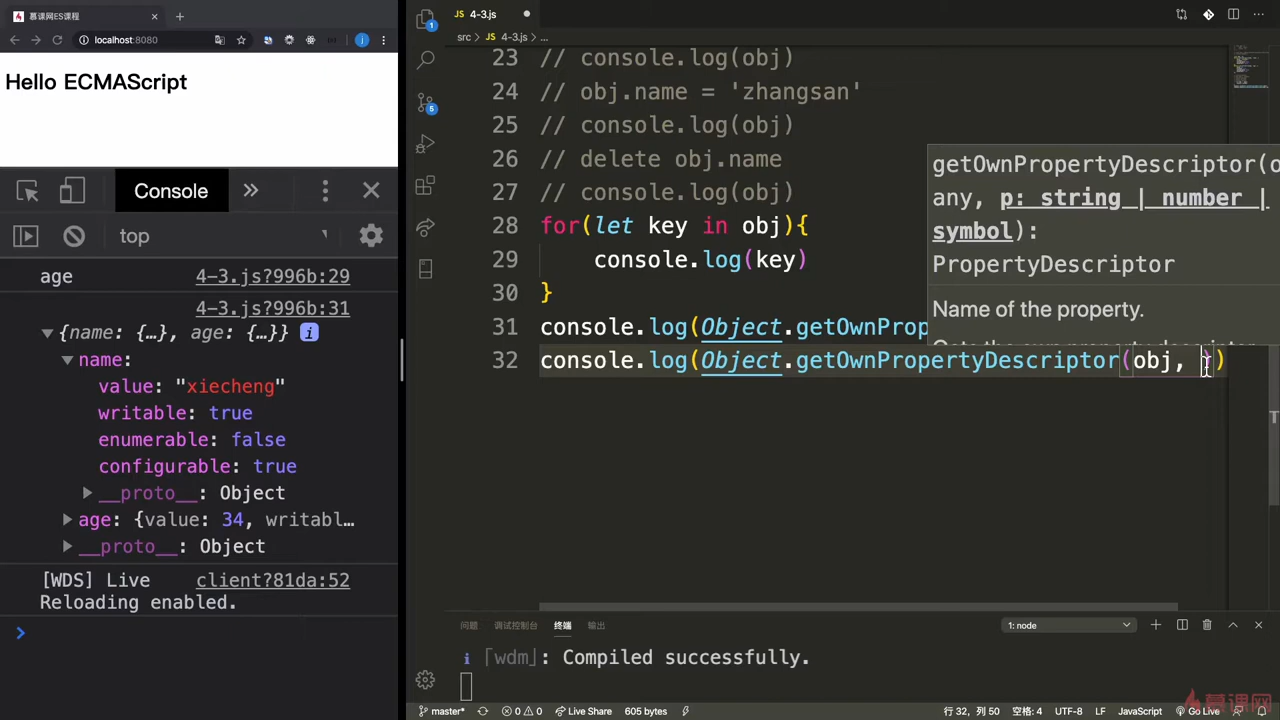 慕课网ES课程
localhost:8080
Hello ECMAScript
Console
top
age 4-3.js?996b:29
4-3.js?996b:31
{name: {…}, age: {…}} i
name:
value: "xiecheng"
writable: true
enumerable: false
configurable: true
__proto__: Object
age: {value: 34, writabl…
__proto__: Object
[WDS] Live client?81da:52
Reloading enabled.
JS 4-3.js
src > JS 4-3.js > ...
23 // console.log(obj)
24 // obj.name = 'zhangsan'
25 // console.log(obj)
26 // delete obj.name
27 // console.log(obj)
28 for(let key in obj){
29 console.log(key)
30 }
31 console.log(Object.getOwnProp
32 console.log(Object.getOwnPropertyDescriptor(obj, ))
getOwnPropertyDescriptor(o
any, p: string | number |
symbol):
PropertyDescriptor
Name of the property.
问题 调试控制台 终端 输出 1: node
i ｢wdm｣: Compiled successfully.
master* 0 0 Live Share 605 bytes 行 32, 列 50 空格: 4 UTF-8 LF JavaScript Go Live
慕课网